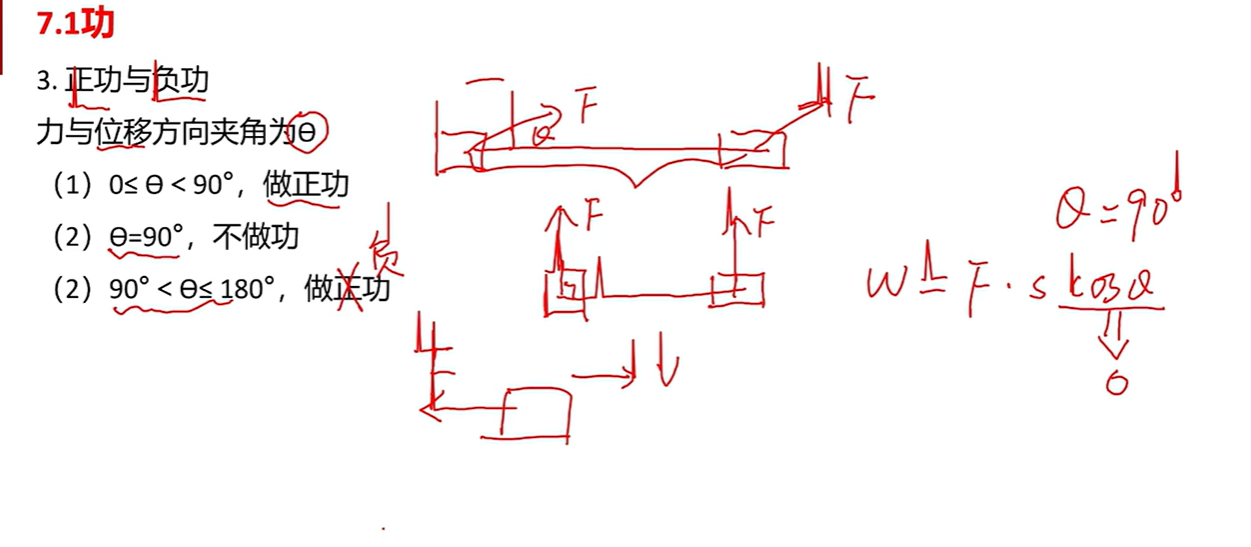 7.1功
3. 正功与负功
力与位移方向夹角为θ
（1）0≤ θ < 90°，做正功
（2）θ=90°，不做功
（2）90° < θ≤ 180°，做正功
负
F
θ
F
F
F
F
V
θ=90°
W = F · s cosθ
0